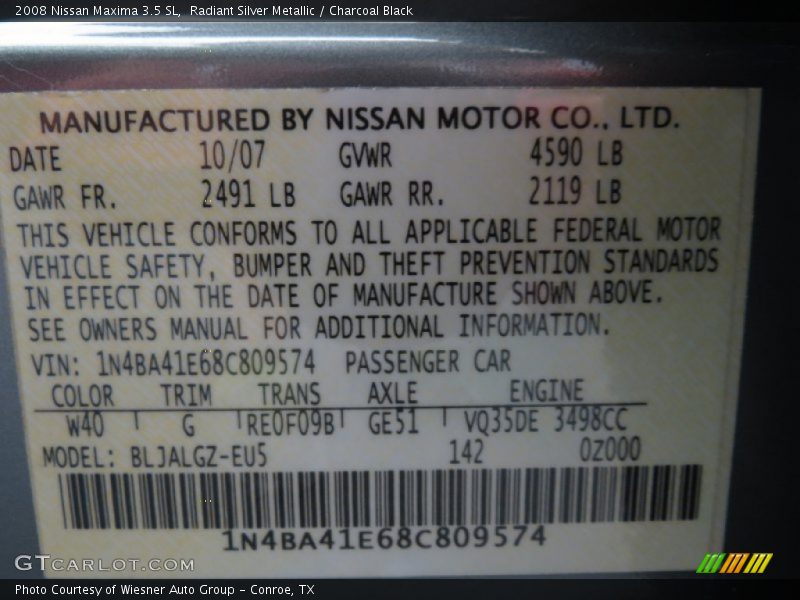 2008 Nissan Maxima 3.5 SL,  Radiant Silver Metallic / Charcoal Black
MANUFACTURED BY NISSAN MOTOR CO., LTD.
DATE 10/07 GVWR 4590 LB
GAWR FR. 2491 LB GAWR RR. 2119 LB
THIS VEHICLE CONFORMS TO ALL APPLICABLE FEDERAL MOTOR
VEHICLE SAFETY, BUMPER AND THEFT PREVENTION STANDARDS
IN EFFECT ON THE DATE OF MANUFACTURE SHOWN ABOVE.
SEE OWNERS MANUAL FOR ADDITIONAL INFORMATION.
VIN: 1N4BA41E68C809574 PASSENGER CAR
COLOR TRIM TRANS AXLE ENGINE
W40 G RE0F09B GE51 VQ35DE 3498CC
MODEL: BLJALGZ-EU5 142 0Z000
1N4BA41E68C809574
GTCARLOT.COM
Photo Courtesy of Wiesner Auto Group - Conroe, TX